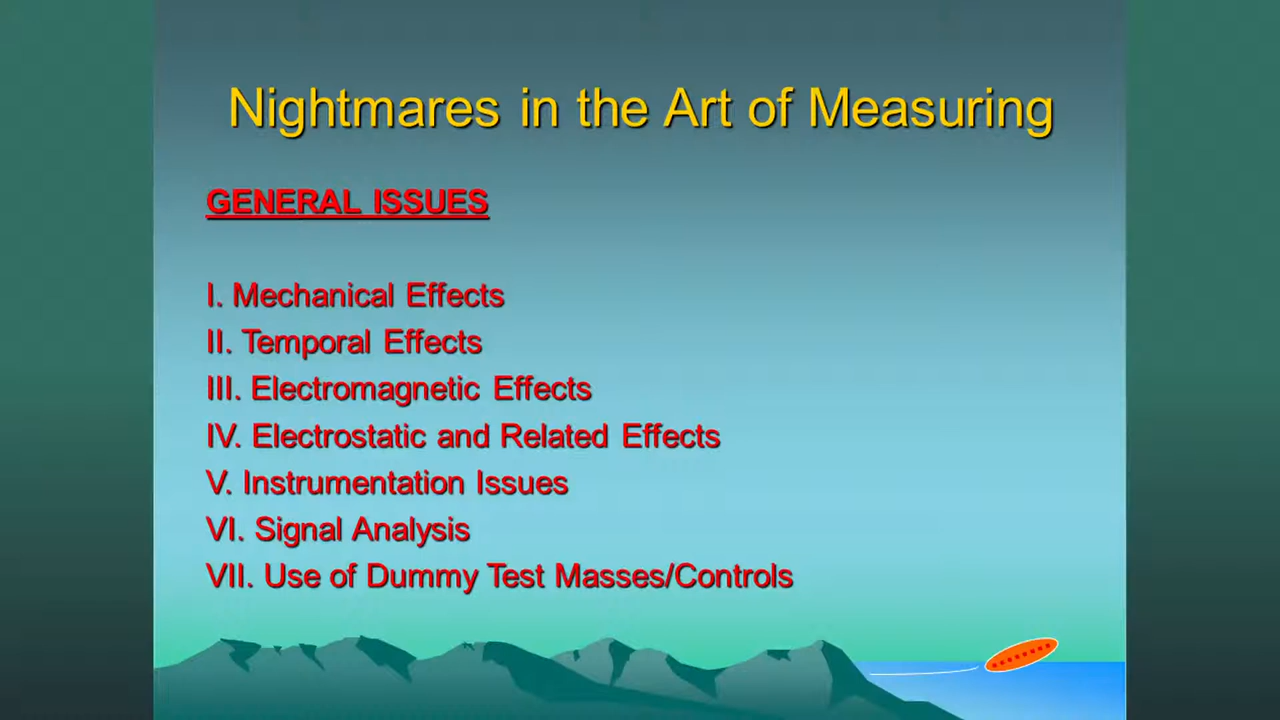 Nightmares in the Art of Measuring
GENERAL ISSUES
I. Mechanical Effects
II. Temporal Effects
III. Electromagnetic Effects
IV. Electrostatic and Related Effects
V. Instrumentation Issues
VI. Signal Analysis
VII. Use of Dummy Test Masses/Controls